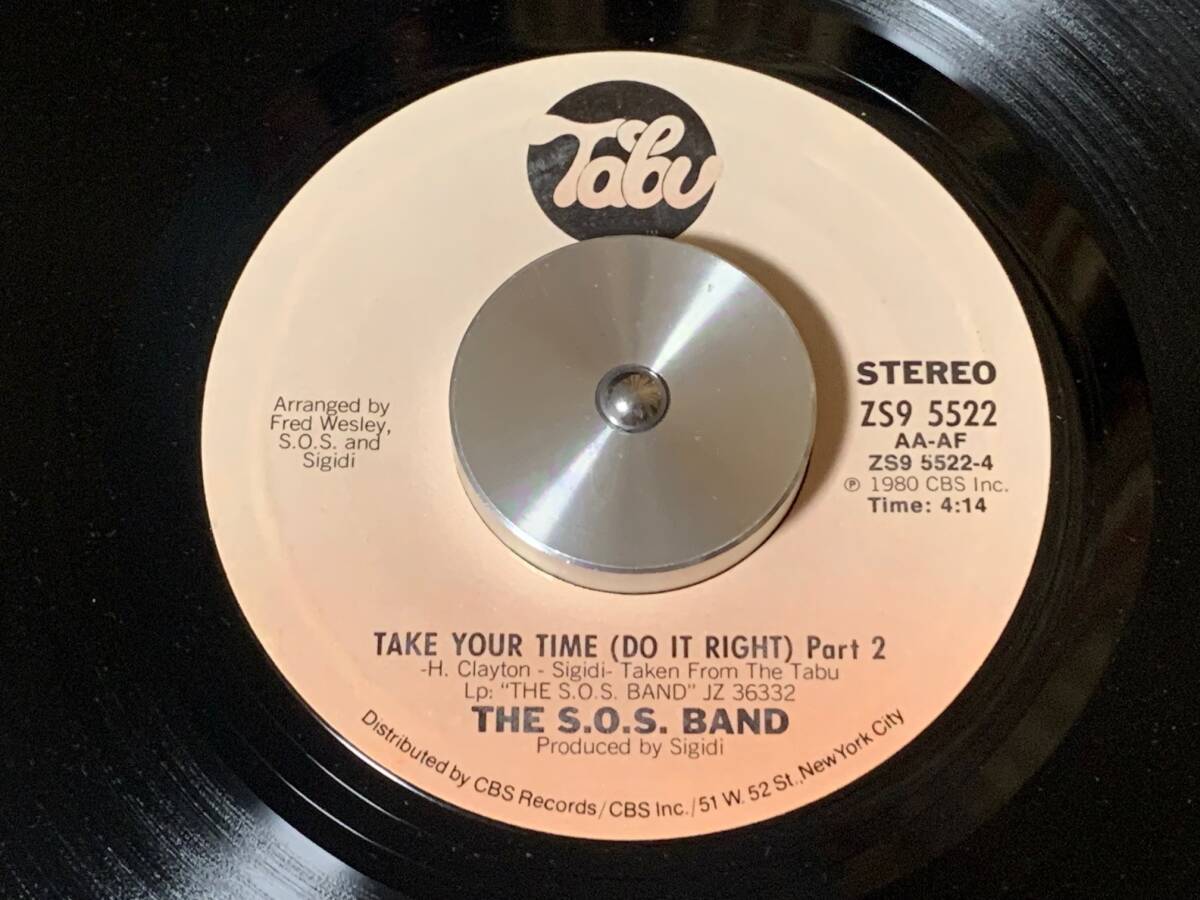 Tabu
Arranged by
Fred Wesley,
S.O.S. and
Sigidi
STEREO
ZS9 5522
AA-AF
ZS9 5522-4
℗ 1980 CBS Inc.
Time: 4:14
TAKE YOUR TIME (DO IT RIGHT) Part 2
-H. Clayton - Sigidi- Taken From The Tabu
Lp: "THE S.O.S. BAND" JZ 36332
THE S.O.S. BAND
Produced by Sigidi
Distributed by CBS Records/CBS Inc./51 W. 52 St., New York City